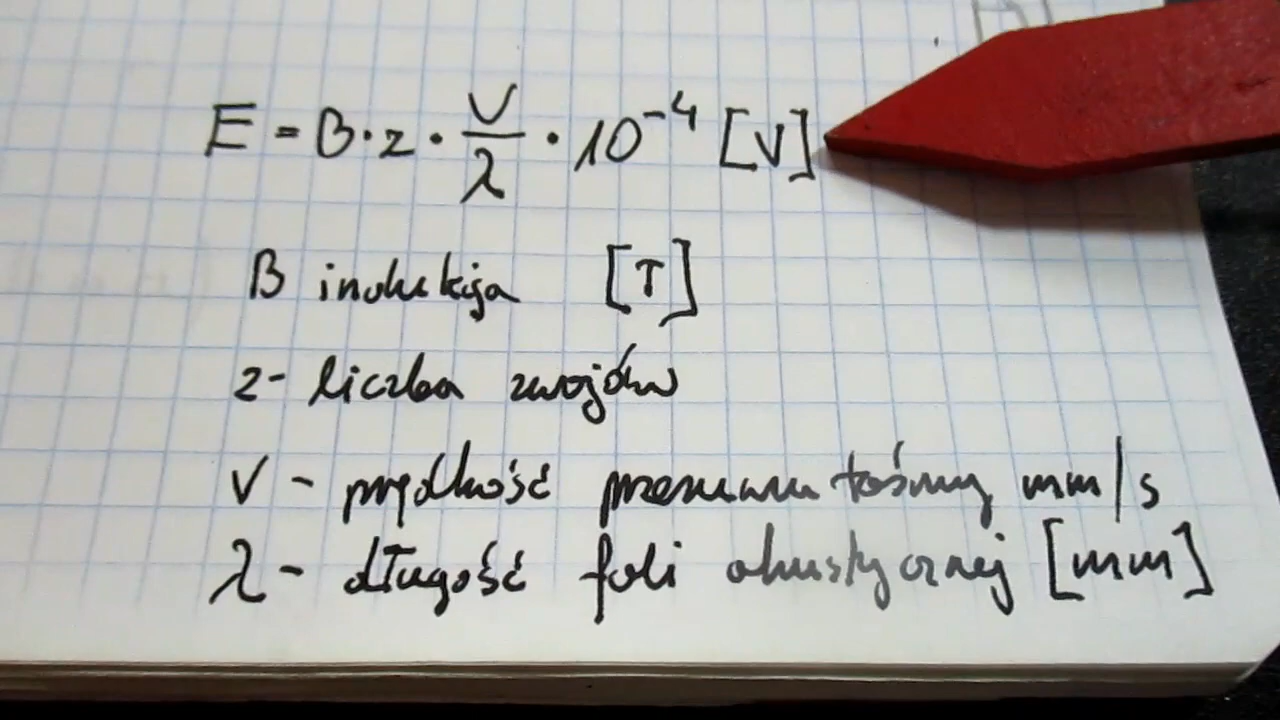 E = B · z · V/λ · 10⁻⁴ [V]
B indukcja [T]
z - liczba zwojów
V - prędkość przesuwu taśmy mm/s
λ - długość fali akustycznej [mm]